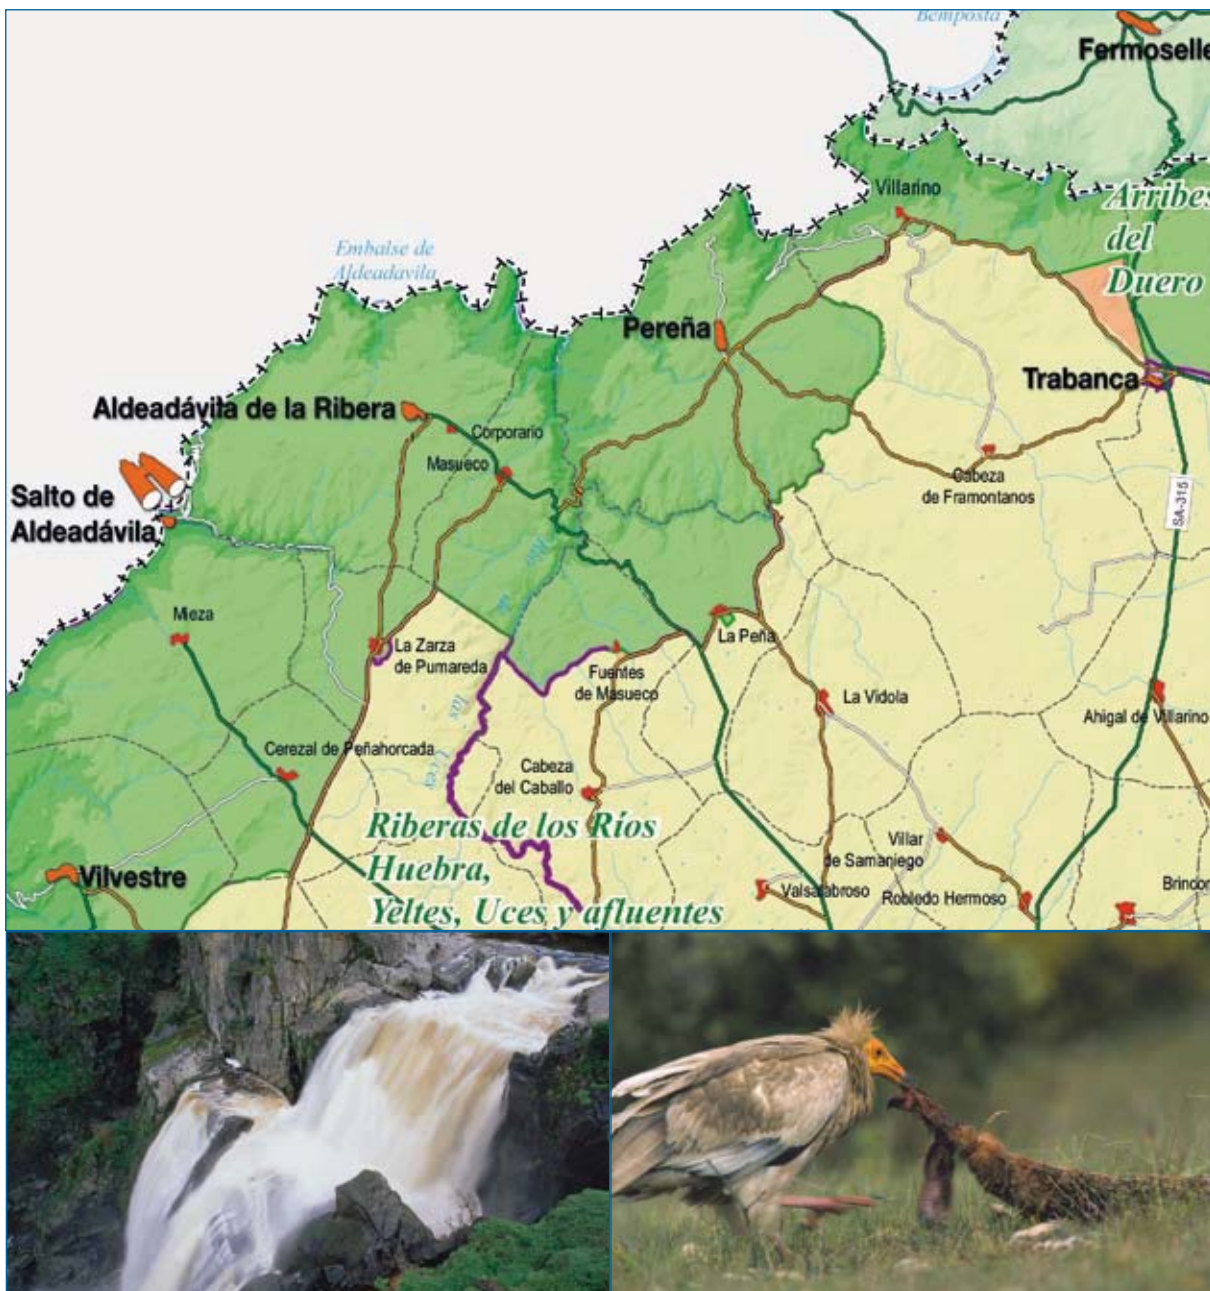 Bemposta
Fermoselle
Villarino
Arribes
del
Duero
Embalse de
Aldeadavila
Pereña
Trabanca
Aldeadávila de la Ribera
Corporario
Masueco
Cabeza
de Framontanos
SA-315
Salto de
Aldeadávila
Mieza
La Zarza
de Pumareda
Fuentes
de Masueco
La Peña
La Vidola
Ahigal de Villarino
Cerezal de Peñahorcada
las
Uces
Cabeza
del Caballo
Riberas de los Ríos
Huebra,
Yeltes, Uces y afluentes
Villar
de Samaniego
Vilvestre
Valsalabroso
Robledo Hermoso